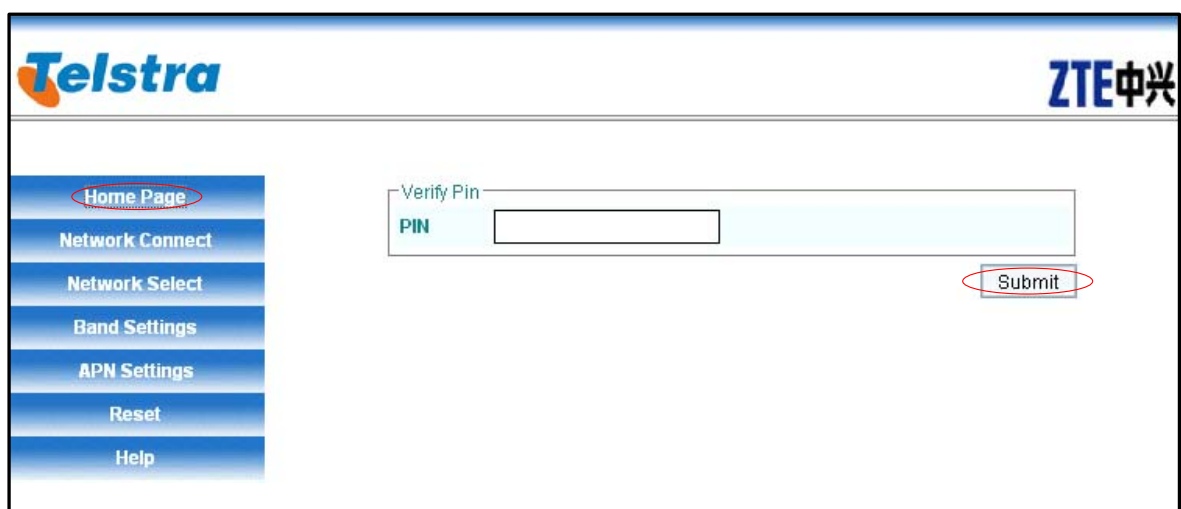 Telstra
ZTE中兴
Home Page
Network Connect
Network Select
Band Settings
APN Settings
Reset
Help
Verify Pin
PIN
Submit